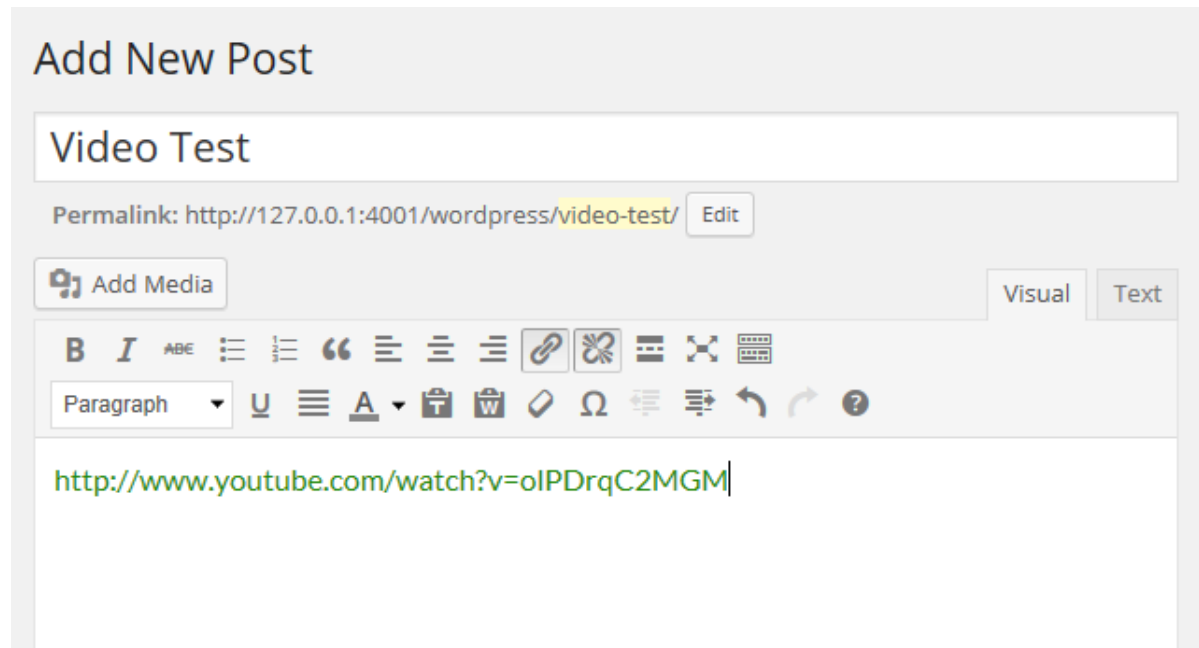 Add New Post
Video Test
Permalink: http://127.0.0.1:4001/wordpress/video-test/ Edit
Add Media
Visual Text
B I ABE
Paragraph U A T W Ω ?
http://www.youtube.com/watch?v=oIPDrqC2MGM